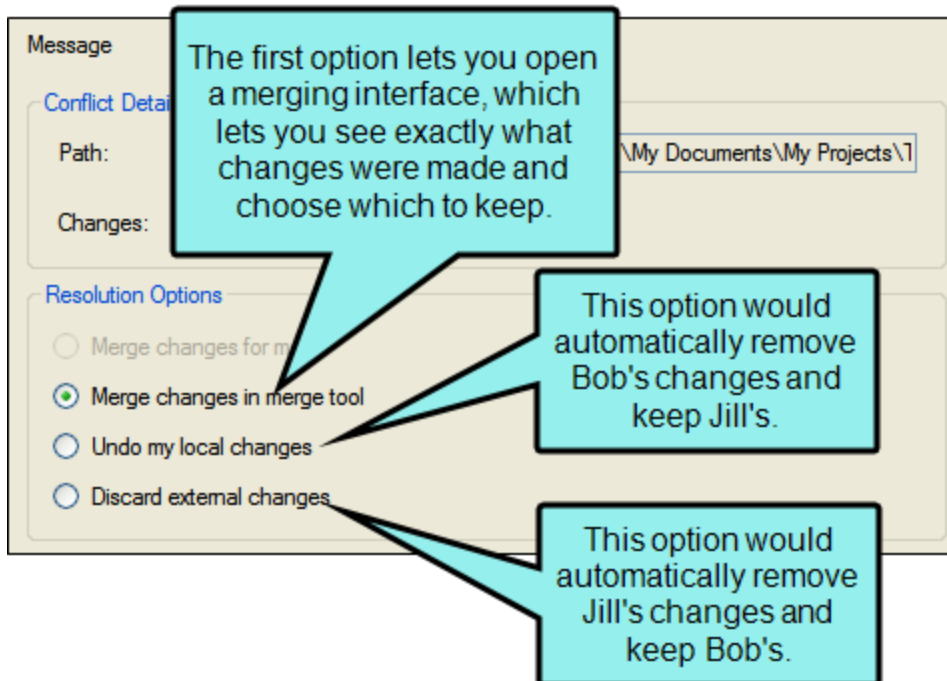 Message
The first option lets you open
a merging interface, which
lets you see exactly what
changes were made and
choose which to keep.
Conflict Detai
Path:
\My Documents\My Projects\T
Changes:
Resolution Options
Merge changes for m
Merge changes in merge tool
Undo my local changes
Discard external changes
This option would
automatically remove
Bob's changes and
keep Jill's.
This option would
automatically remove
Jill's changes and
keep Bob's.